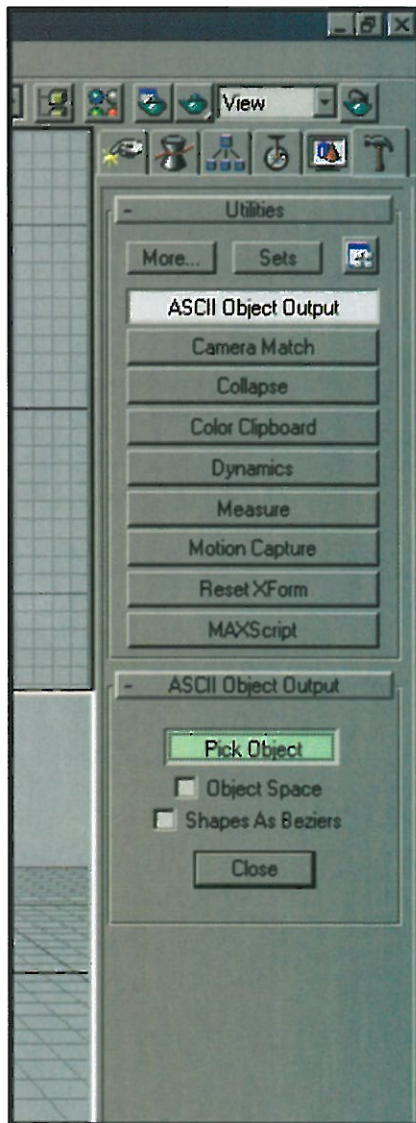 View
Utilities
More... Sets
ASCII Object Output
Camera Match
Collapse
Color Clipboard
Dynamics
Measure
Motion Capture
Reset XForm
MAXScript
ASCII Object Output
Pick Object
Object Space
Shapes As Beziers
Close